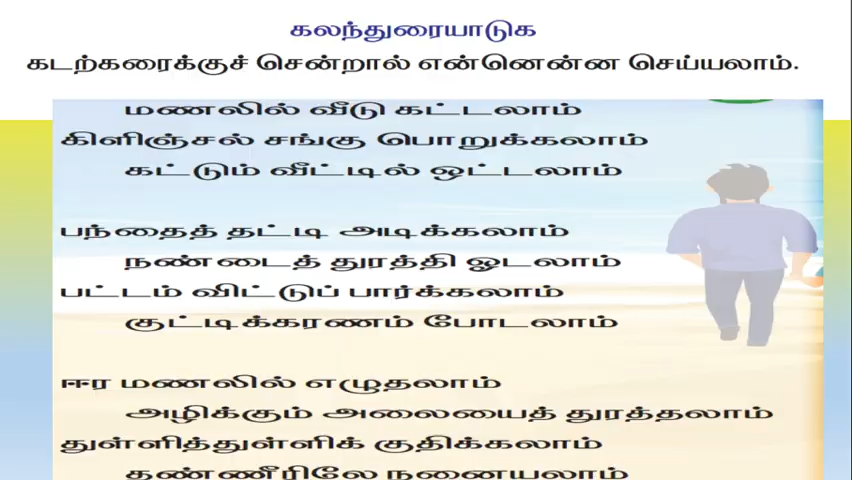 கலந்துரையாடுக
கடற்கரைக்குச் சென்றால் என்னென்ன செய்யலாம்.
மணலில் வீடு கட்டலாம்
கிளிஞ்சல் சங்கு பொறுக்கலாம்
கட்டும் வீட்டில் ஒட்டலாம்
பந்தைத் தட்டி அடிக்கலாம்
நண்டைத் துரத்தி ஓடலாம்
பட்டம் விட்டுப் பார்க்கலாம்
குட்டிக்கரணம் போடலாம்
ஈர மணலில் எழுதலாம்
அழிக்கும் அலையைத் துரத்தலாம்
துள்ளித்துள்ளிக் குதிக்கலாம்
தண்ணீரிலே நனையலாம்